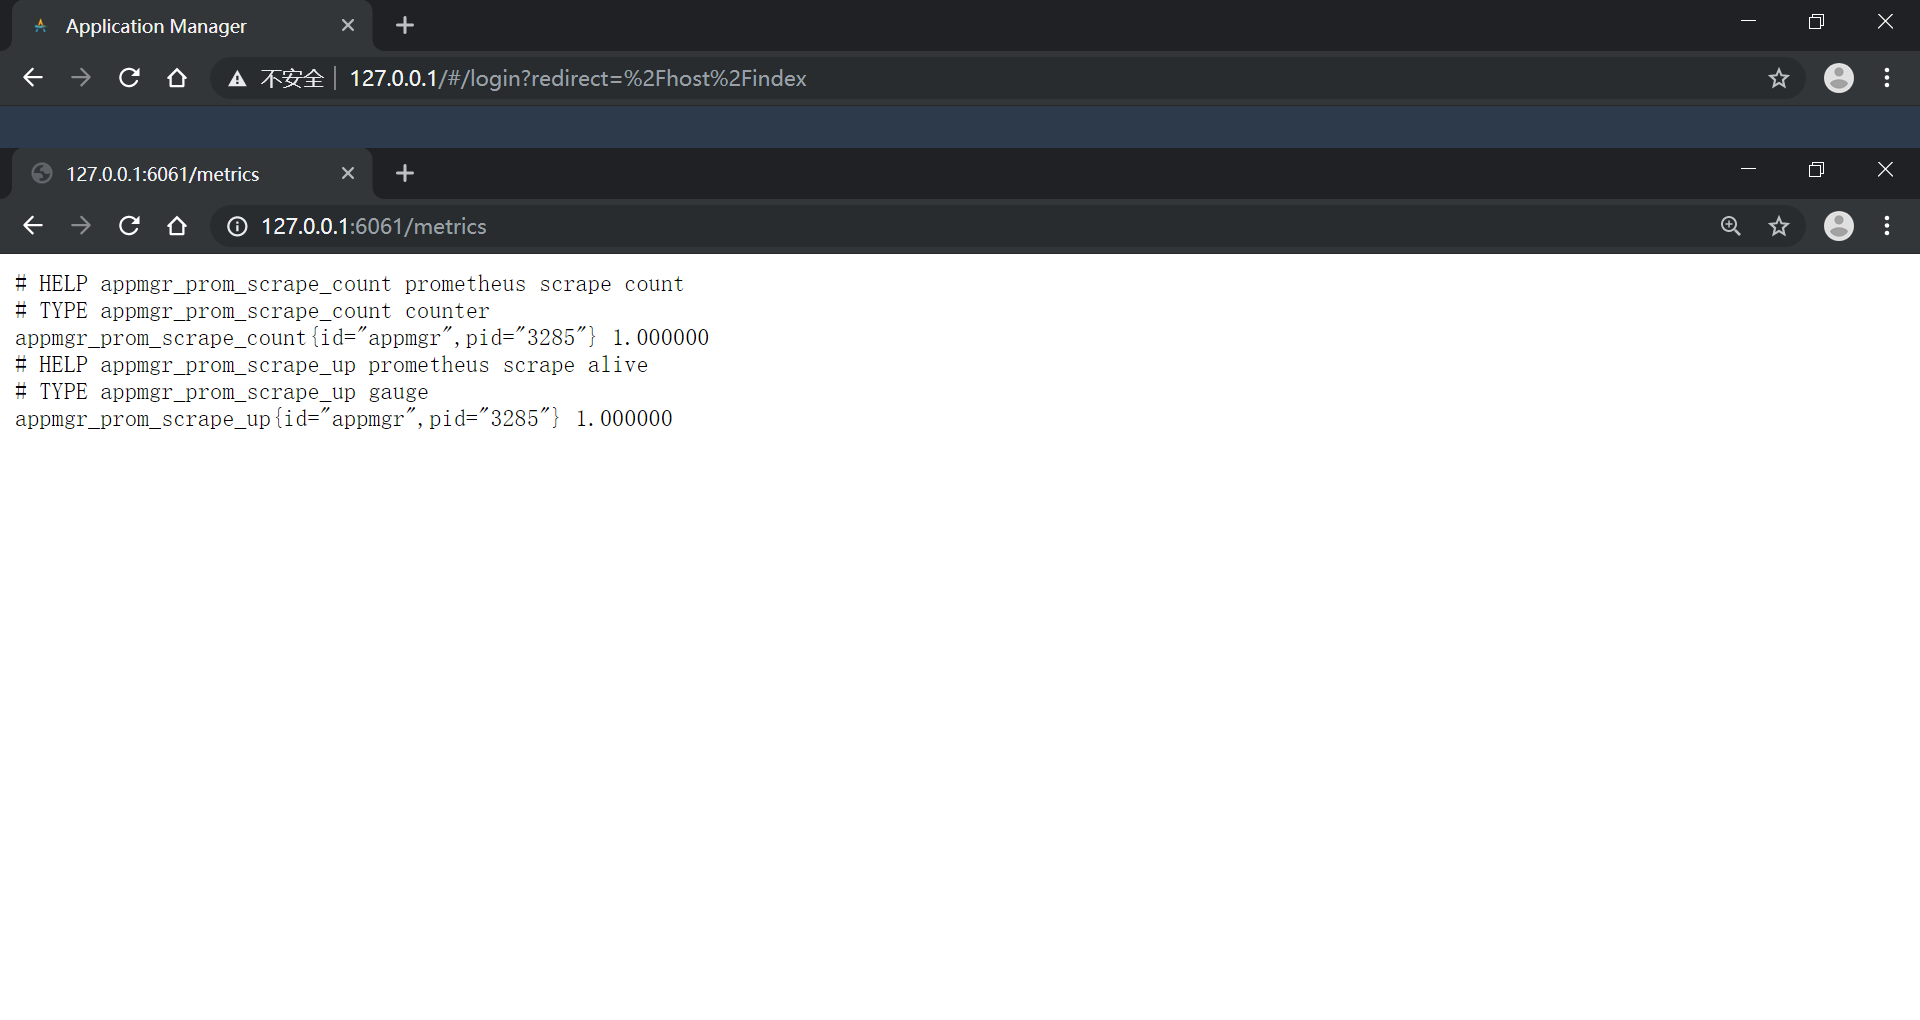 Application Manager
不安全 127.0.0.1/#/login?redirect=%2Fhost%2Findex
127.0.0.1:6061/metrics
127.0.0.1:6061/metrics
# HELP appmgr_prom_scrape_count prometheus scrape count
# TYPE appmgr_prom_scrape_count counter
appmgr_prom_scrape_count{id="appmgr",pid="3285"} 1.000000
# HELP appmgr_prom_scrape_up prometheus scrape alive
# TYPE appmgr_prom_scrape_up gauge
appmgr_prom_scrape_up{id="appmgr",pid="3285"} 1.000000